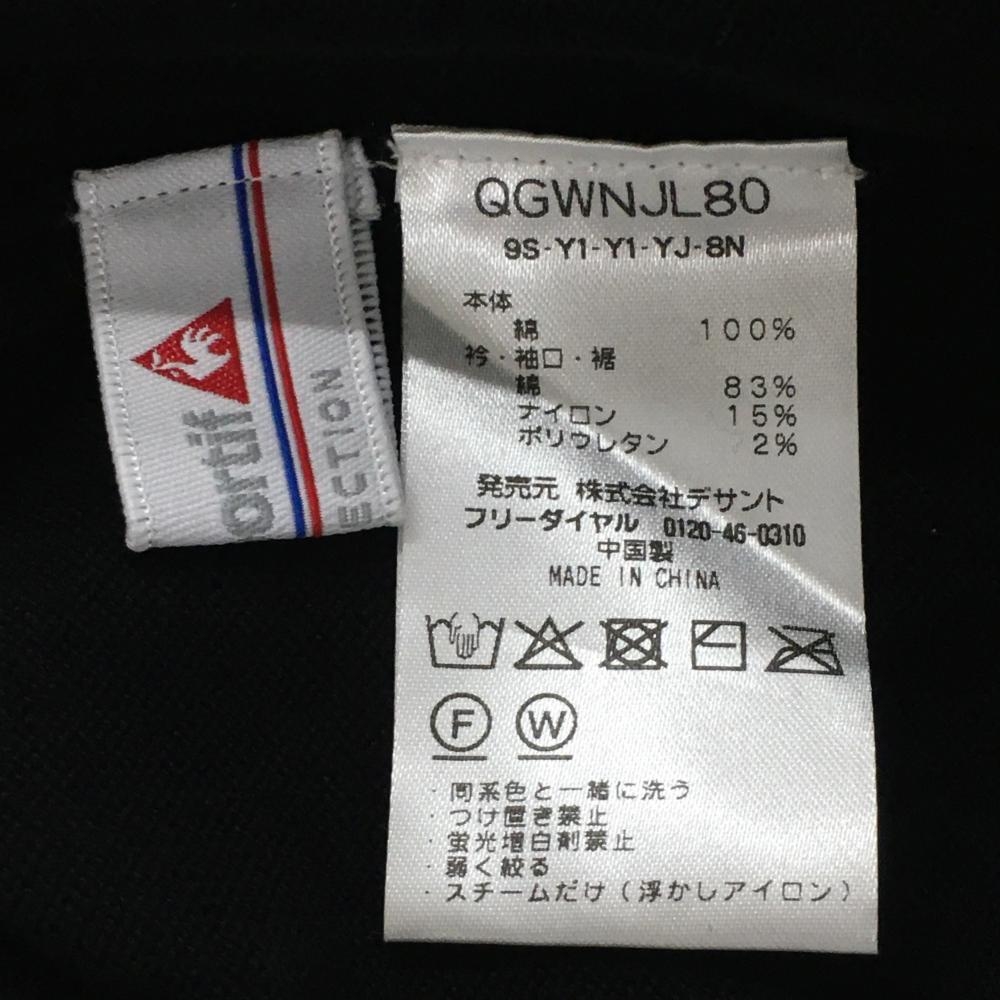 ortif
ECTION
QGWNJL80
9S-Y1-Y1-YJ-8N
本体
綿 100%
衿・袖口・裾
綿 83%
ナイロン 15%
ポリウレタン 2%
発売元 株式会社デサント
フリーダイヤル 0120-46-0310
中国製
MADE IN CHINA
F W
・同系色と一緒に洗う
・つけ置き禁止
・蛍光増白剤禁止
・弱く絞る
・スチームだけ（浮かしアイロン）